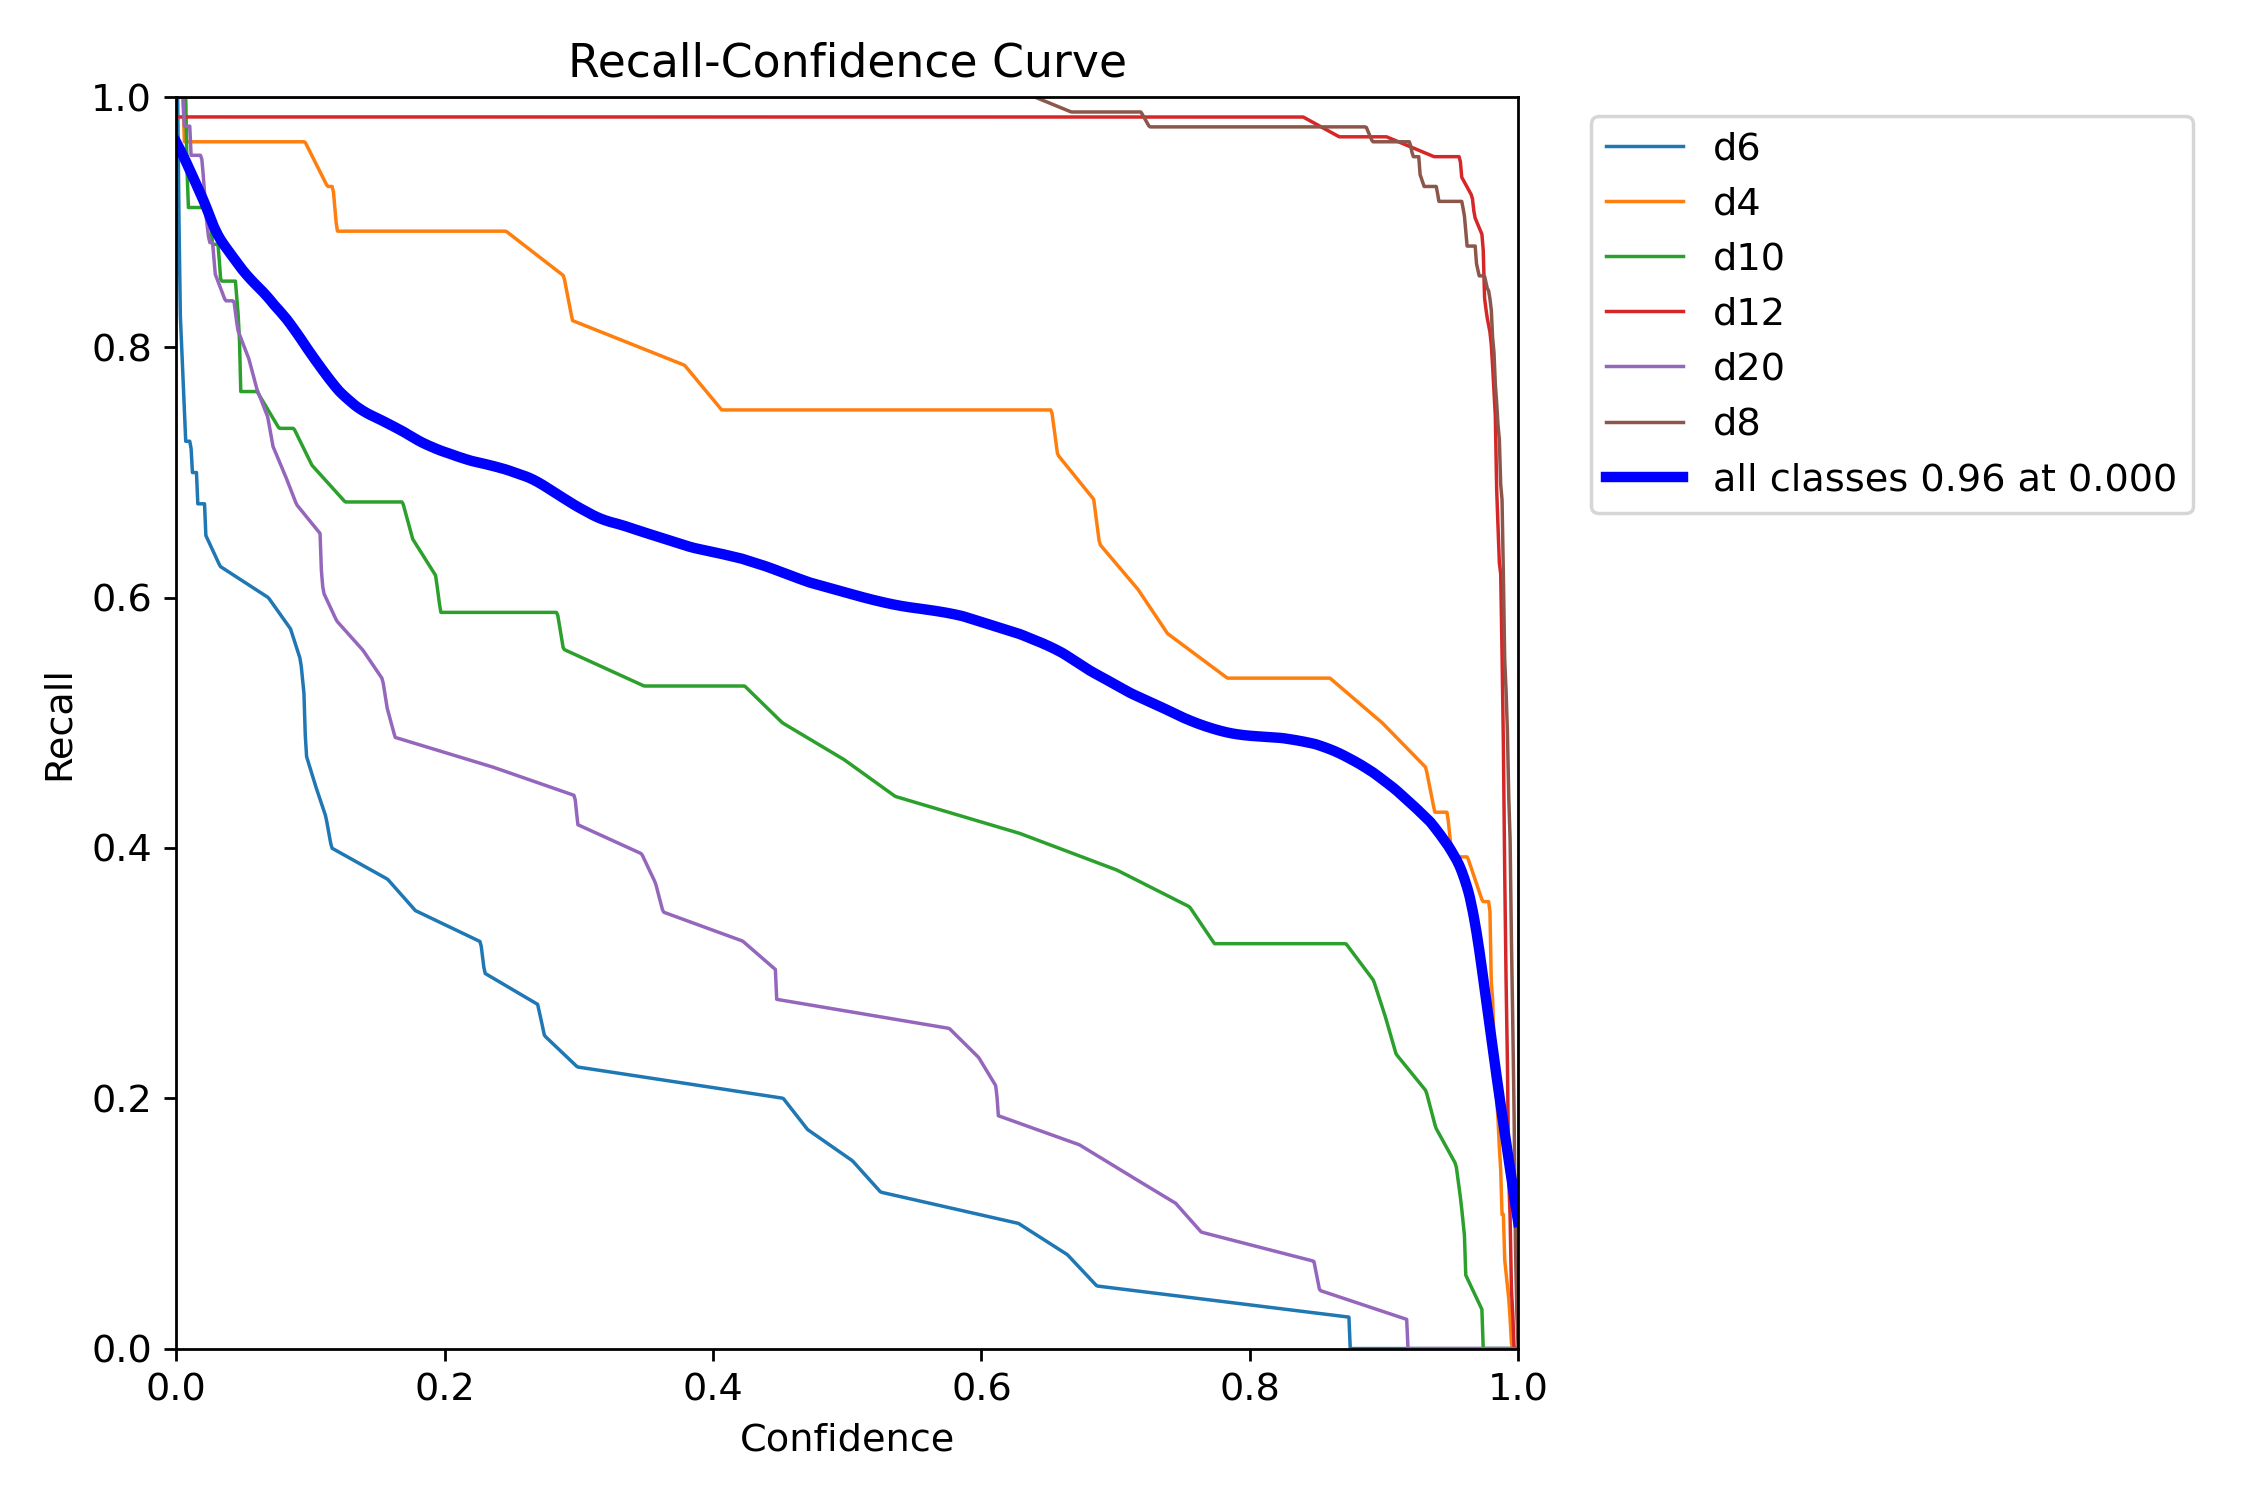 Recall-Confidence Curve
1.0
0.8
0.6
0.4
0.2
0.0
Recall
0.0 0.2 0.4 0.6 0.8 1.0
Confidence
d6
d4
d10
d12
d20
d8
all classes 0.96 at 0.000